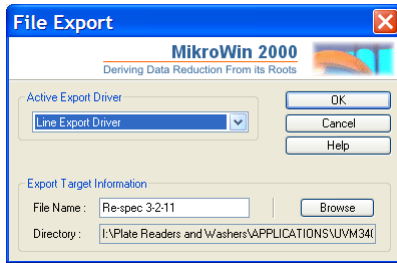 File Export
MikroWin 2000
Deriving Data Reduction From its Roots
Active Export Driver
Line Export Driver
OK
Cancel
Help
Export Target Information
File Name : Re-spec 3-2-11 Browse
Directory : I:\Plate Readers and Washers\APPLICATIONS\UVM34(